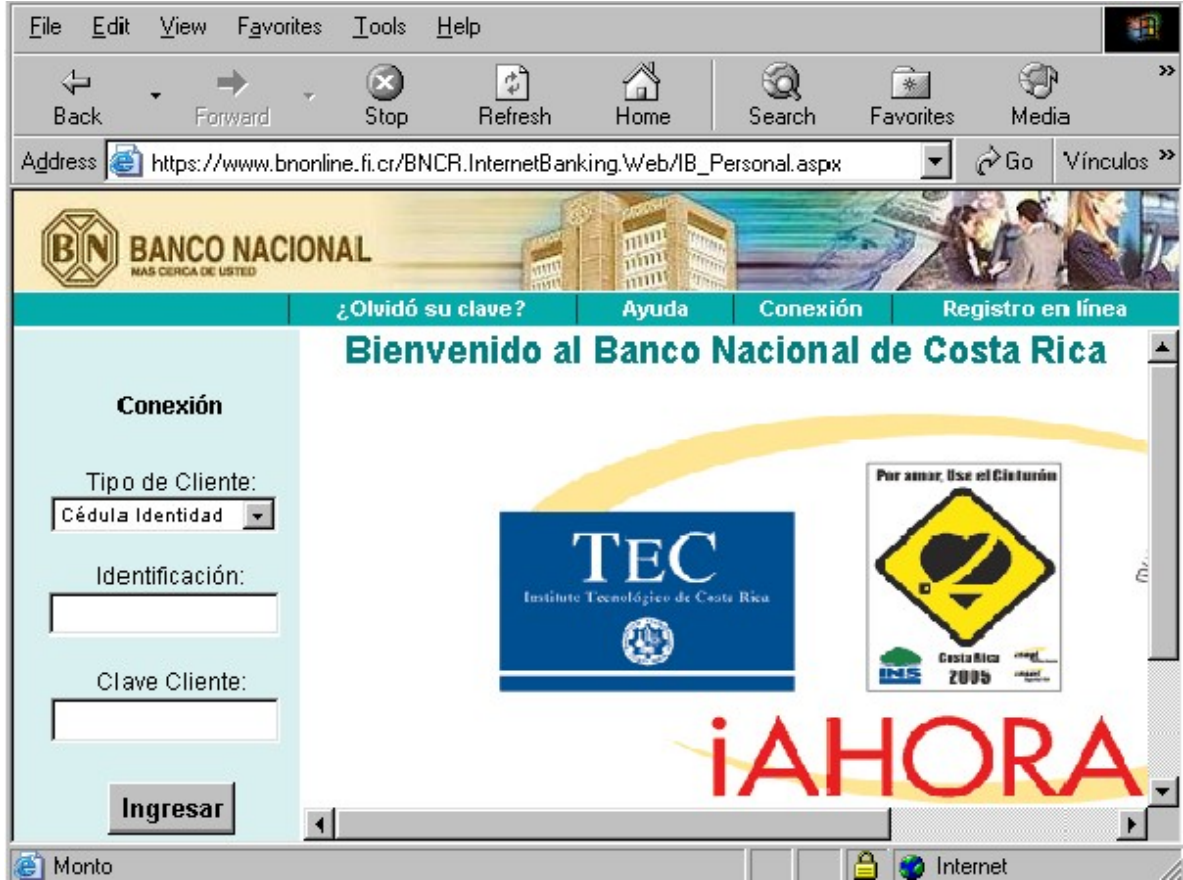 File Edit View Favorites Tools Help
Back Forward Stop Refresh Home Search Favorites Media »
Address https://www.bnonline.fi.cr/BNCR.InternetBanking.Web/IB_Personal.aspx Go Vínculos »
BN BANCO NACIONAL
MAS CERCA DE USTED
¿Olvidó su clave? Ayuda Conexión Registro en línea
Bienvenido al Banco Nacional de Costa Rica
Conexión
Tipo de Cliente:
Cédula Identidad
Identificación:
Clave Cliente:
Ingresar
TEC
Instituto Tecnológico de Costa Rica
Por amar, Use el Cinturón
INS
Costa Rica
2005
¡AHORA
Monto Internet